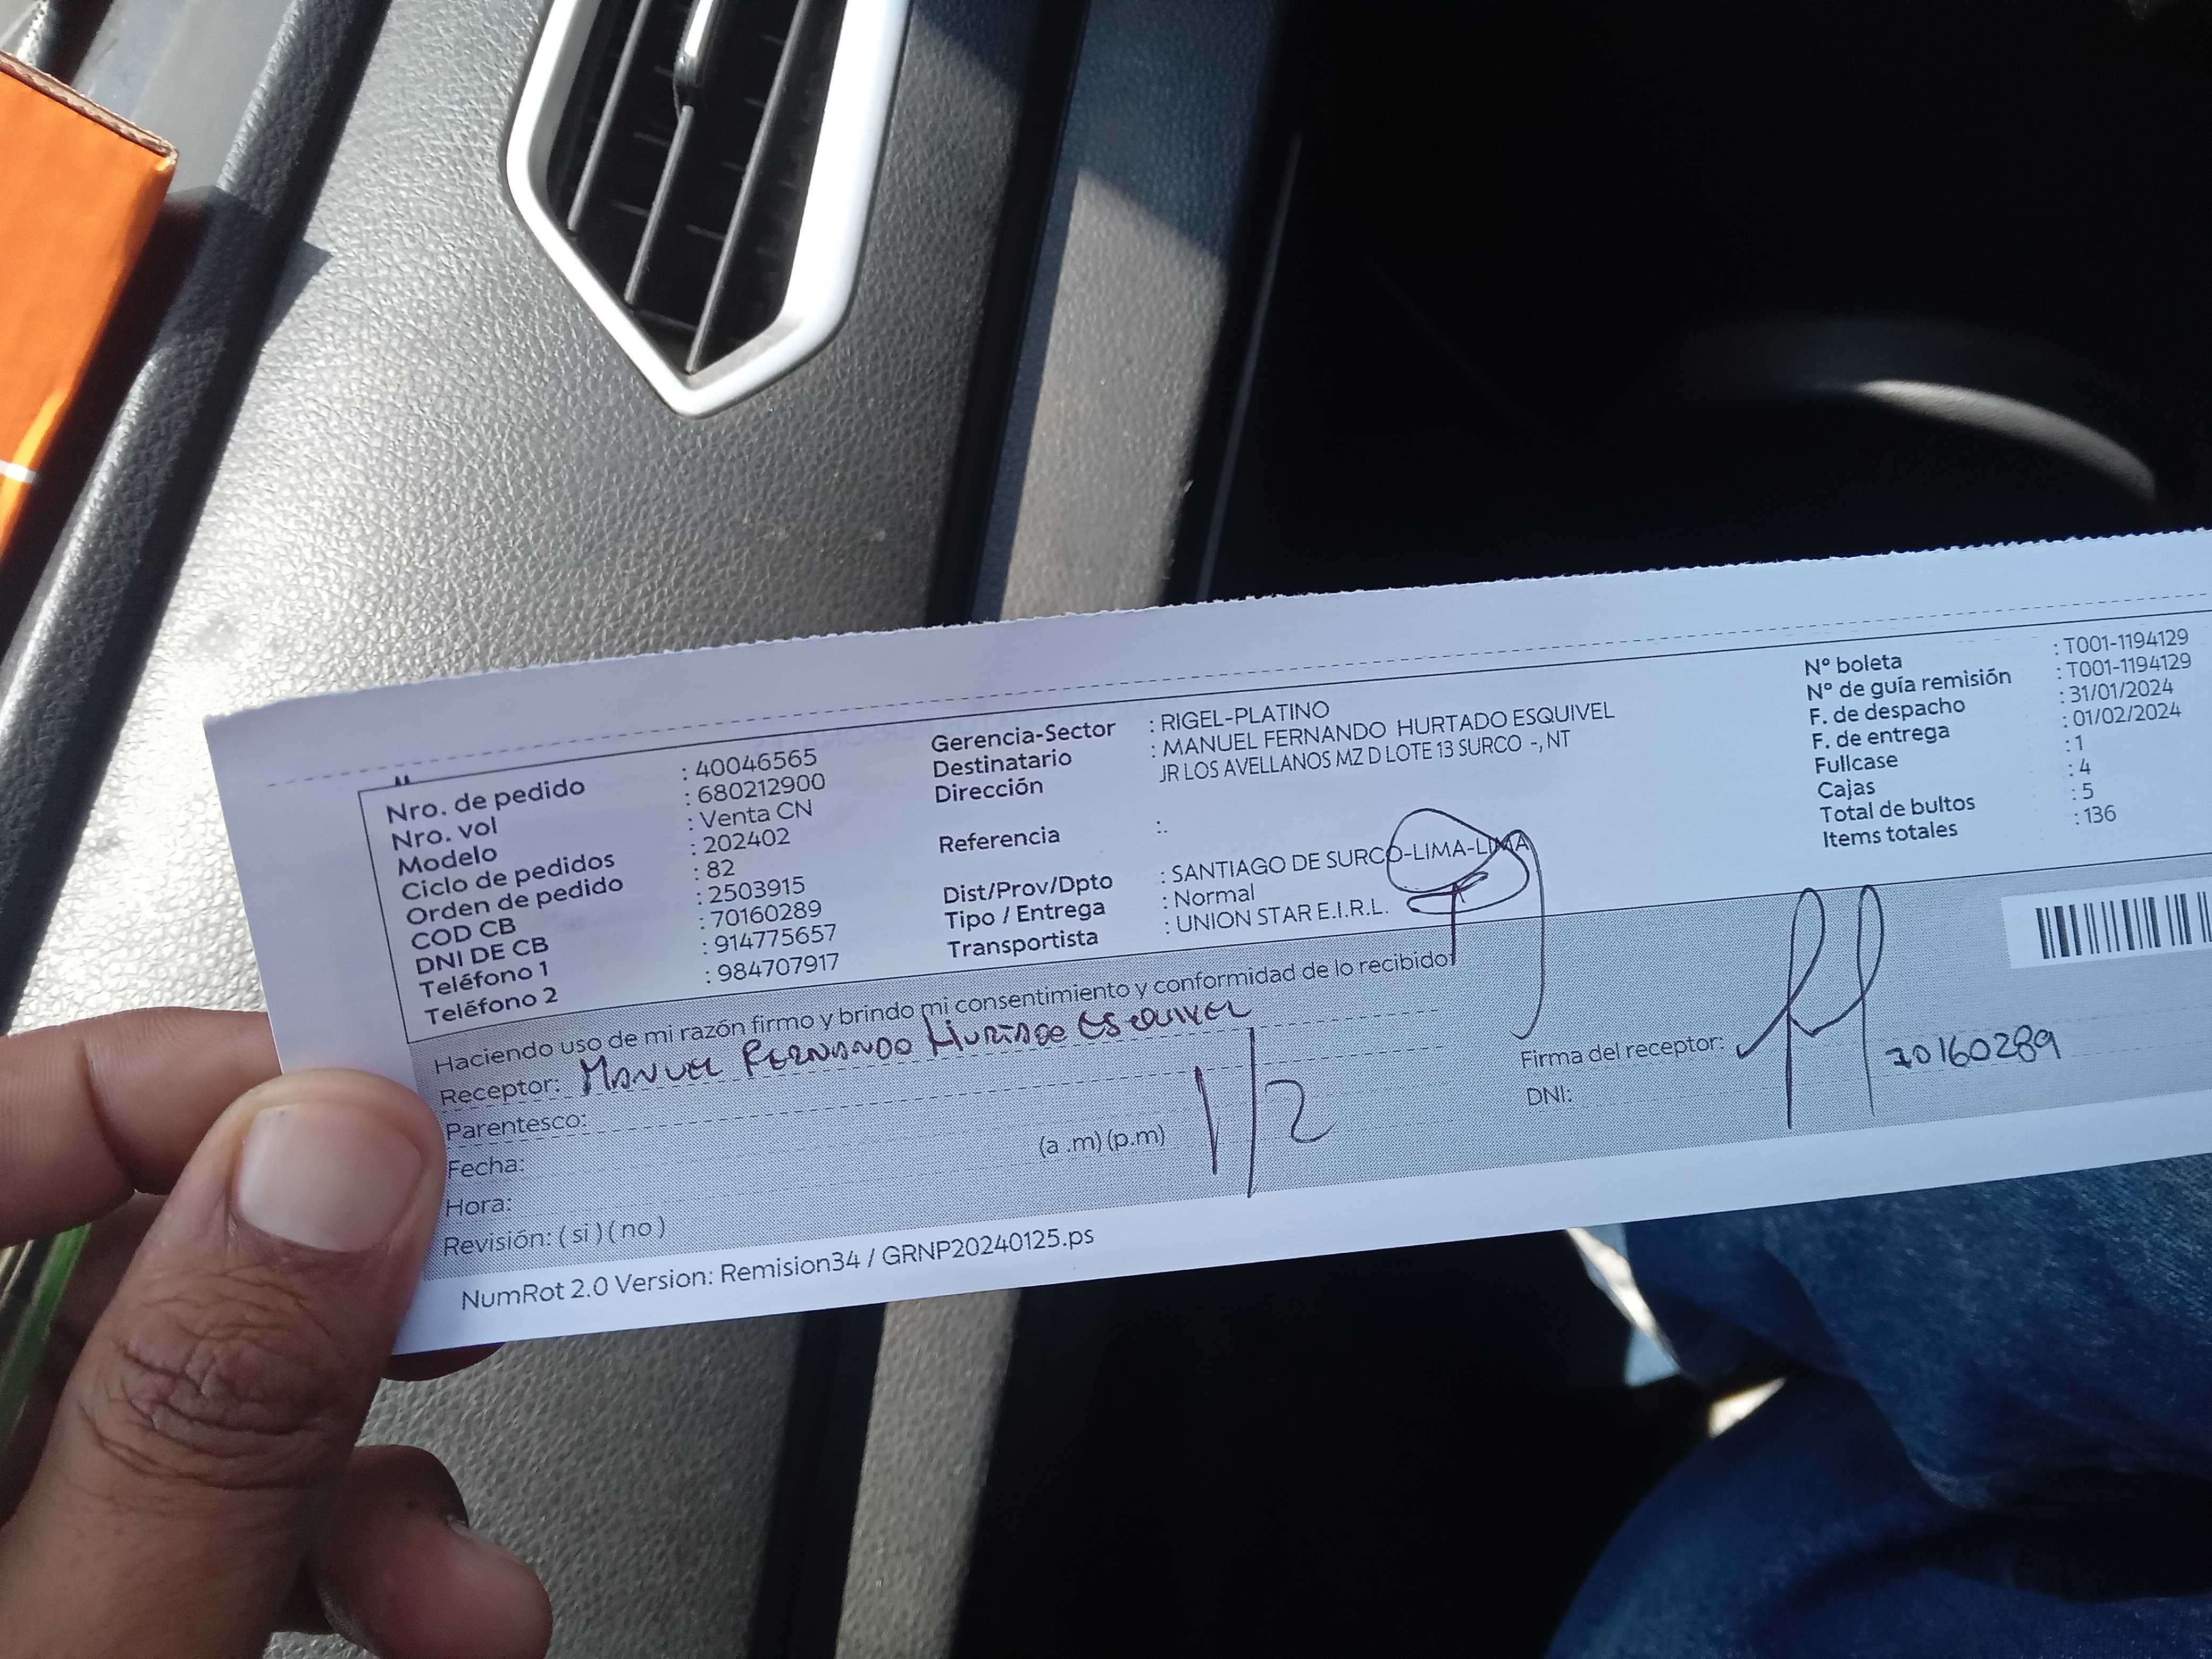 Nro. de pedido : 40046565
Nro. vol : 680212900
Modelo : Venta CN
Ciclo de pedidos : 202402
Orden de pedido : 82
COD CB : 2503915
DNI DE CB : 70160289
Teléfono 1 : 914775657
Teléfono 2 : 984707917
Gerencia-Sector : RIGEL-PLATINO
Destinatario : MANUEL FERNANDO HURTADO ESQUIVEL
Dirección JR LOS AVELLANOS MZ D LOTE 13 SURCO -, NT
Referencia :.
Dist/Prov/Dpto : SANTIAGO DE SURCO-LIMA-LIMA
Tipo / Entrega : Normal
Transportista : UNION STAR E.I.R.L.
Nº boleta : T001-1194129
Nº de guía remisión : T001-1194129
F. de despacho : 31/01/2024
F. de entrega : 01/02/2024
Fullcase : 1
Cajas : 4
Total de bultos : 5
Items totales : 136
Haciendo uso de mi razón firmo y brindo mi consentimiento y conformidad de lo recibido
Receptor: MANUEL FERNANDO HURTADO ESQUIVEL
Parentesco:
Fecha:
Hora: (a .m) (p.m) 1/2
Revisión: ( si ) ( no )
Firma del receptor:
DNI: 70160289
NumRot 2.0 Version: Remision34 / GRNP20240125.ps